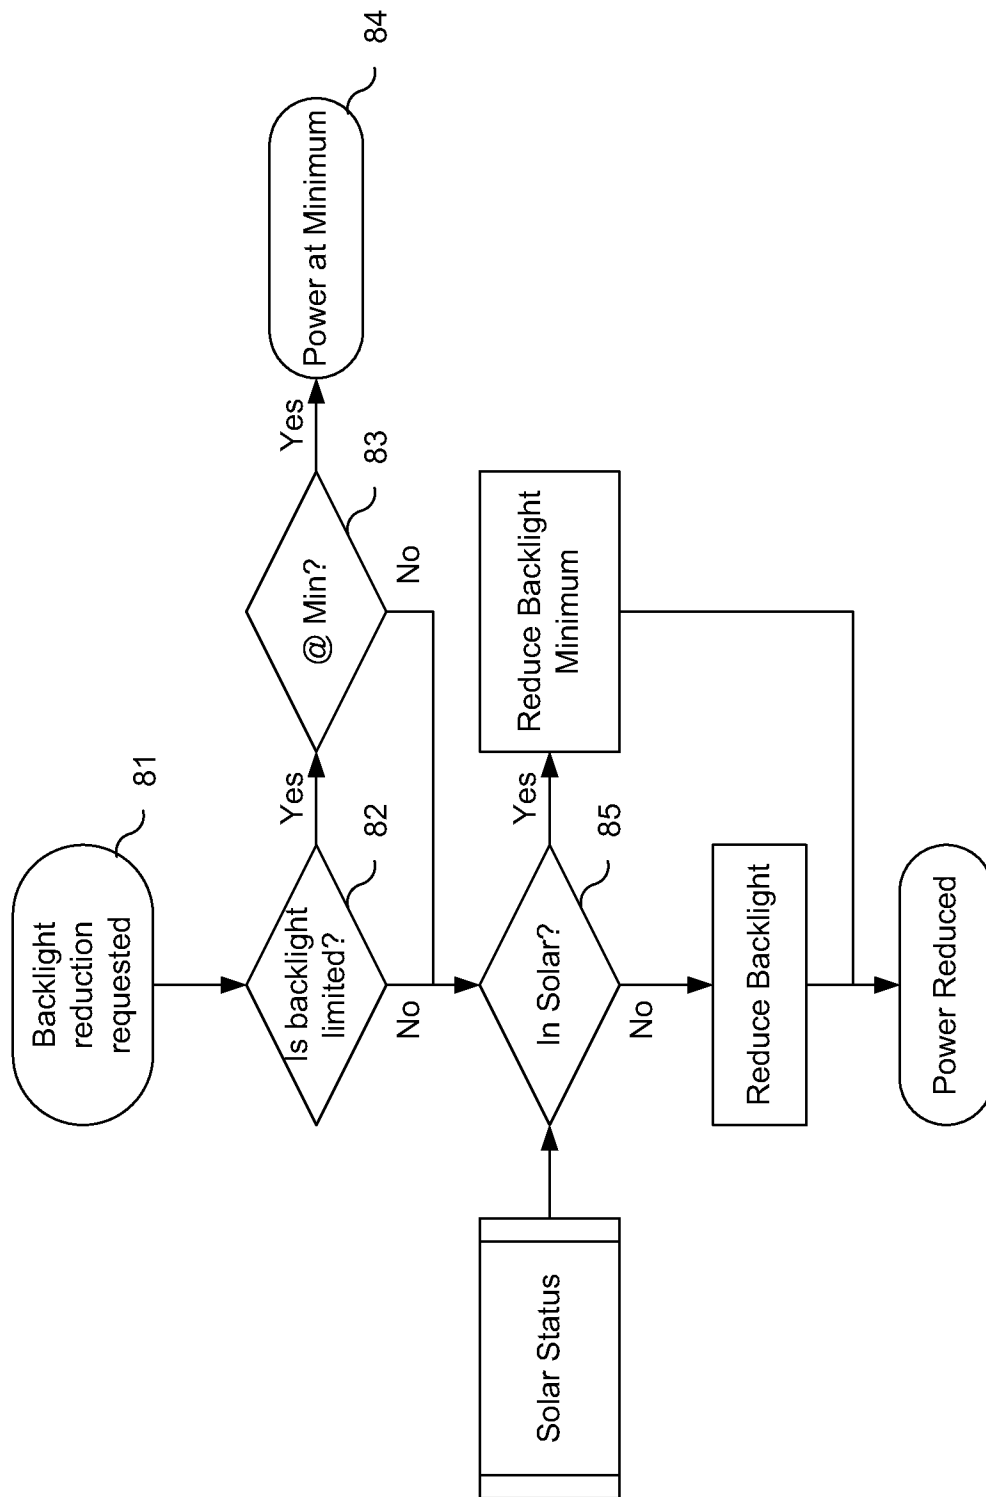 Backlight
reduction
requested
81
Is backlight
limited?
82
Yes
No
@ Min?
83
Yes
No
Power at Minimum
84
Solar Status
In Solar?
85
Yes
No
Reduce Backlight
Minimum
Reduce Backlight
Power Reduced